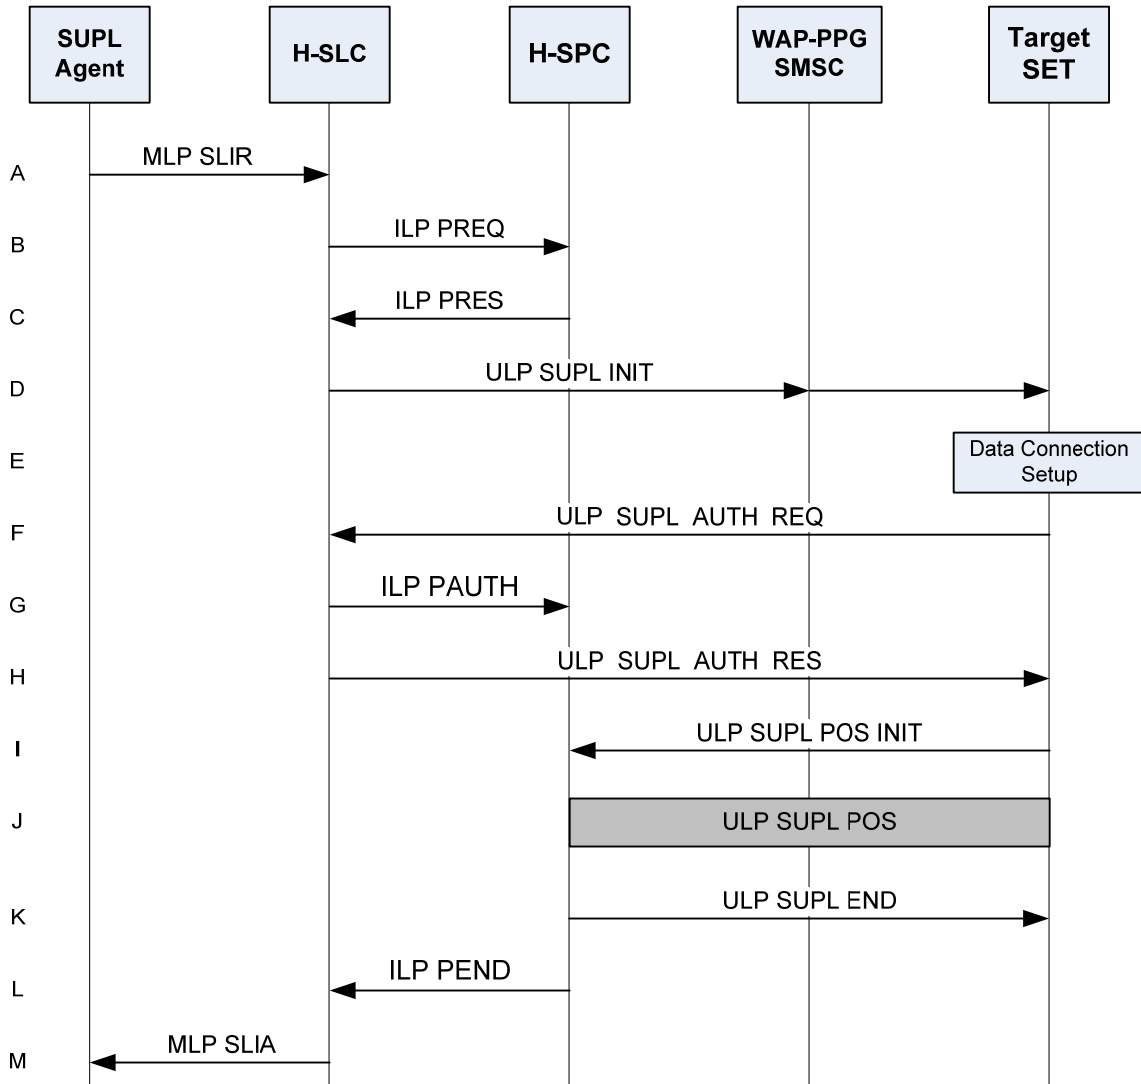 SUPL
Agent
H-SLC
H-SPC
WAP-PPG
SMSC
Target
SET
A
MLP SLIR
B
ILP PREQ
C
ILP PRES
D
ULP SUPL INIT
E
Data Connection
Setup
F
ULP SUPL AUTH REQ
G
ILP PAUTH
H
ULP SUPL AUTH RES
I
ULP SUPL POS INIT
J
ULP SUPL POS
K
ULP SUPL END
L
ILP PEND
M
MLP SLIA